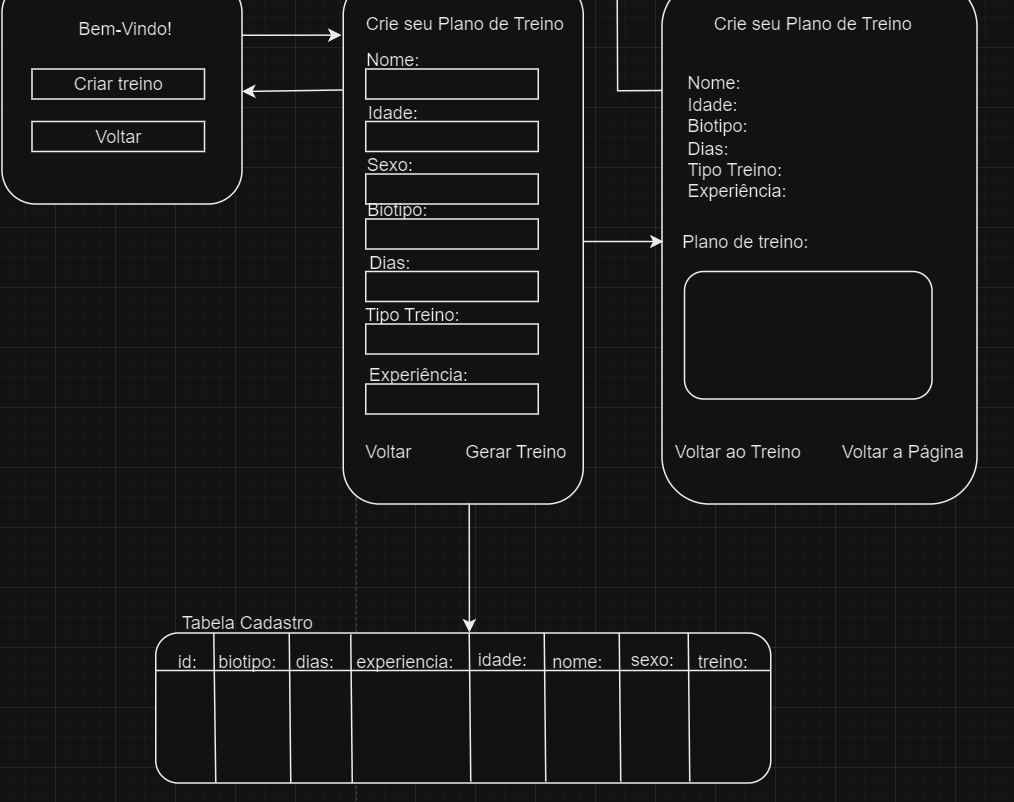 Bem-Vindo!
Criar treino
Voltar
Crie seu Plano de Treino
Nome:
Idade:
Sexo:
Biotipo:
Dias:
Tipo Treino:
Experiência:
Voltar
Gerar Treino
Crie seu Plano de Treino
Nome:
Idade:
Biotipo:
Dias:
Tipo Treino:
Experiência:
Plano de treino:
Voltar ao Treino
Voltar a Página
Tabela Cadastro
id:
biotipo:
dias:
experiencia:
idade:
nome:
sexo:
treino: